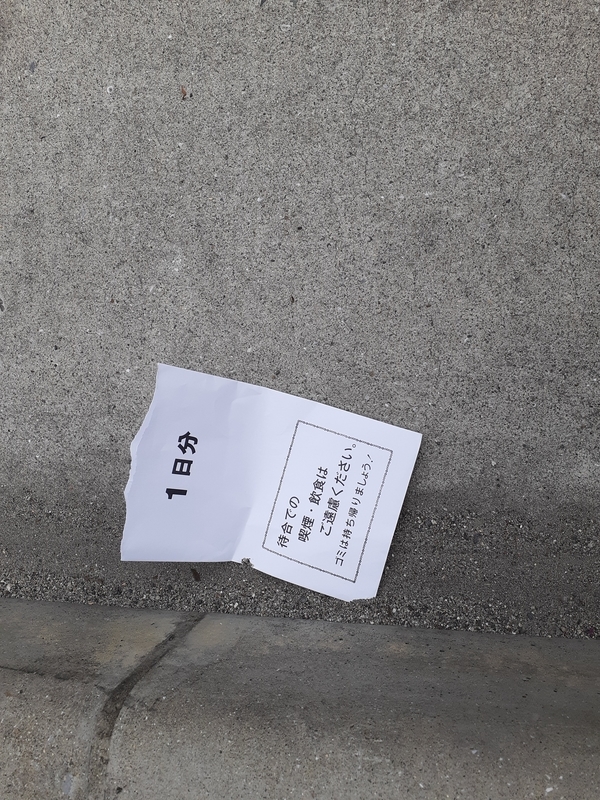 1日分
待合での
喫煙・飲食は
ご遠慮ください。
ゴミは持ち帰りましょう！